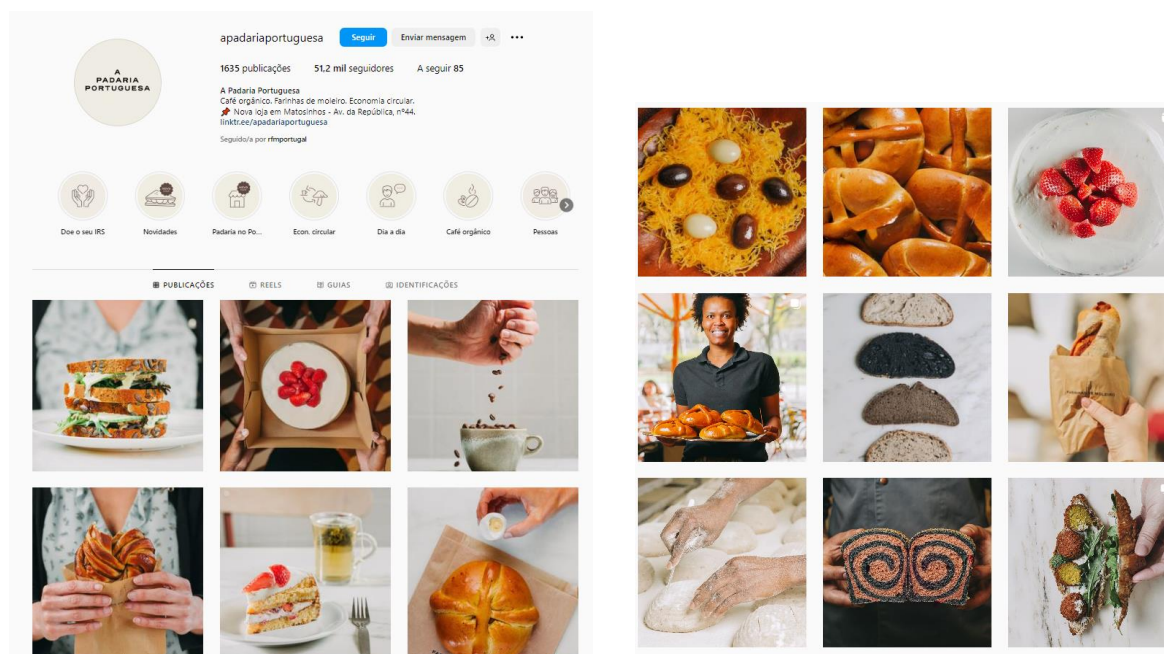 apadariaportuguesa Seguir Enviar mensagem
A
PADARIA
PORTUGUESA
1635 publicações 51,2 mil seguidores A seguir 85
A Padaria Portuguesa
Café orgânico. Farinhas de moleiro. Economia circular.
📌 Nova loja em Matosinhos - Av. da República, nº44.
linktr.ee/apadariaportuguesa
Seguido/a por rfmportugal
Doe o seu IRS Novidades Padaria no Po... Econ. circular Dia a dia Café orgânico Pessoas
PUBLICAÇÕES REELS GUIAS IDENTIFICAÇÕES